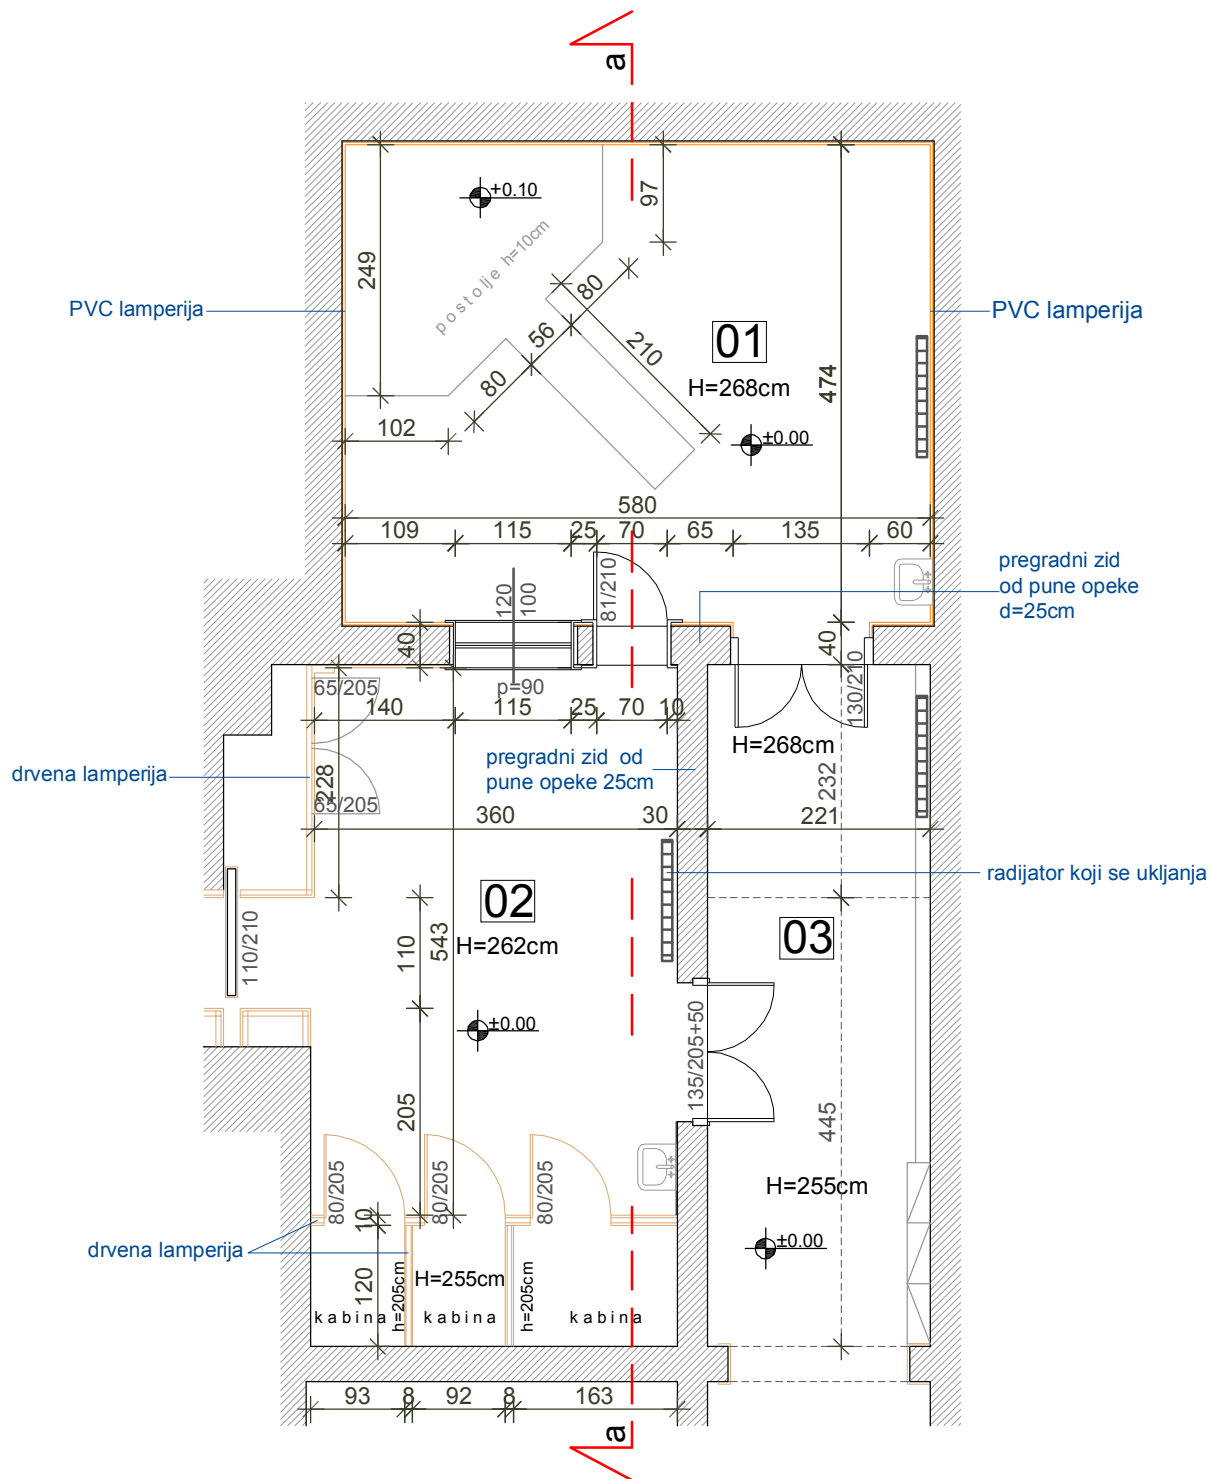 a
+0.10
97
249
postolje h=10cm
80
PVC lamperija
PVC lamperija
56
01
210
80
H=268cm
474
102
±0.00
580
109
115
25
70
65
135
60
pregradni zid
od pune opeke
d=25cm
120
100
81/210
40
40
p=90
65/205
140
115
25
70
10
130/210
H=268cm
pregradni zid od
pune opeke 25cm
drvena lamperija
228
65/205
232
360
30
221
radijator koji se ukljanja
02
03
110/210
110
543
H=262cm
±0.00
135/205+50
205
445
80/205
80/205
80/205
H=255cm
10
drvena lamperija
±0.00
120
H=255cm
h=205cm
h=205cm
kabina
kabina
kabina
93
8
92
8
163
a